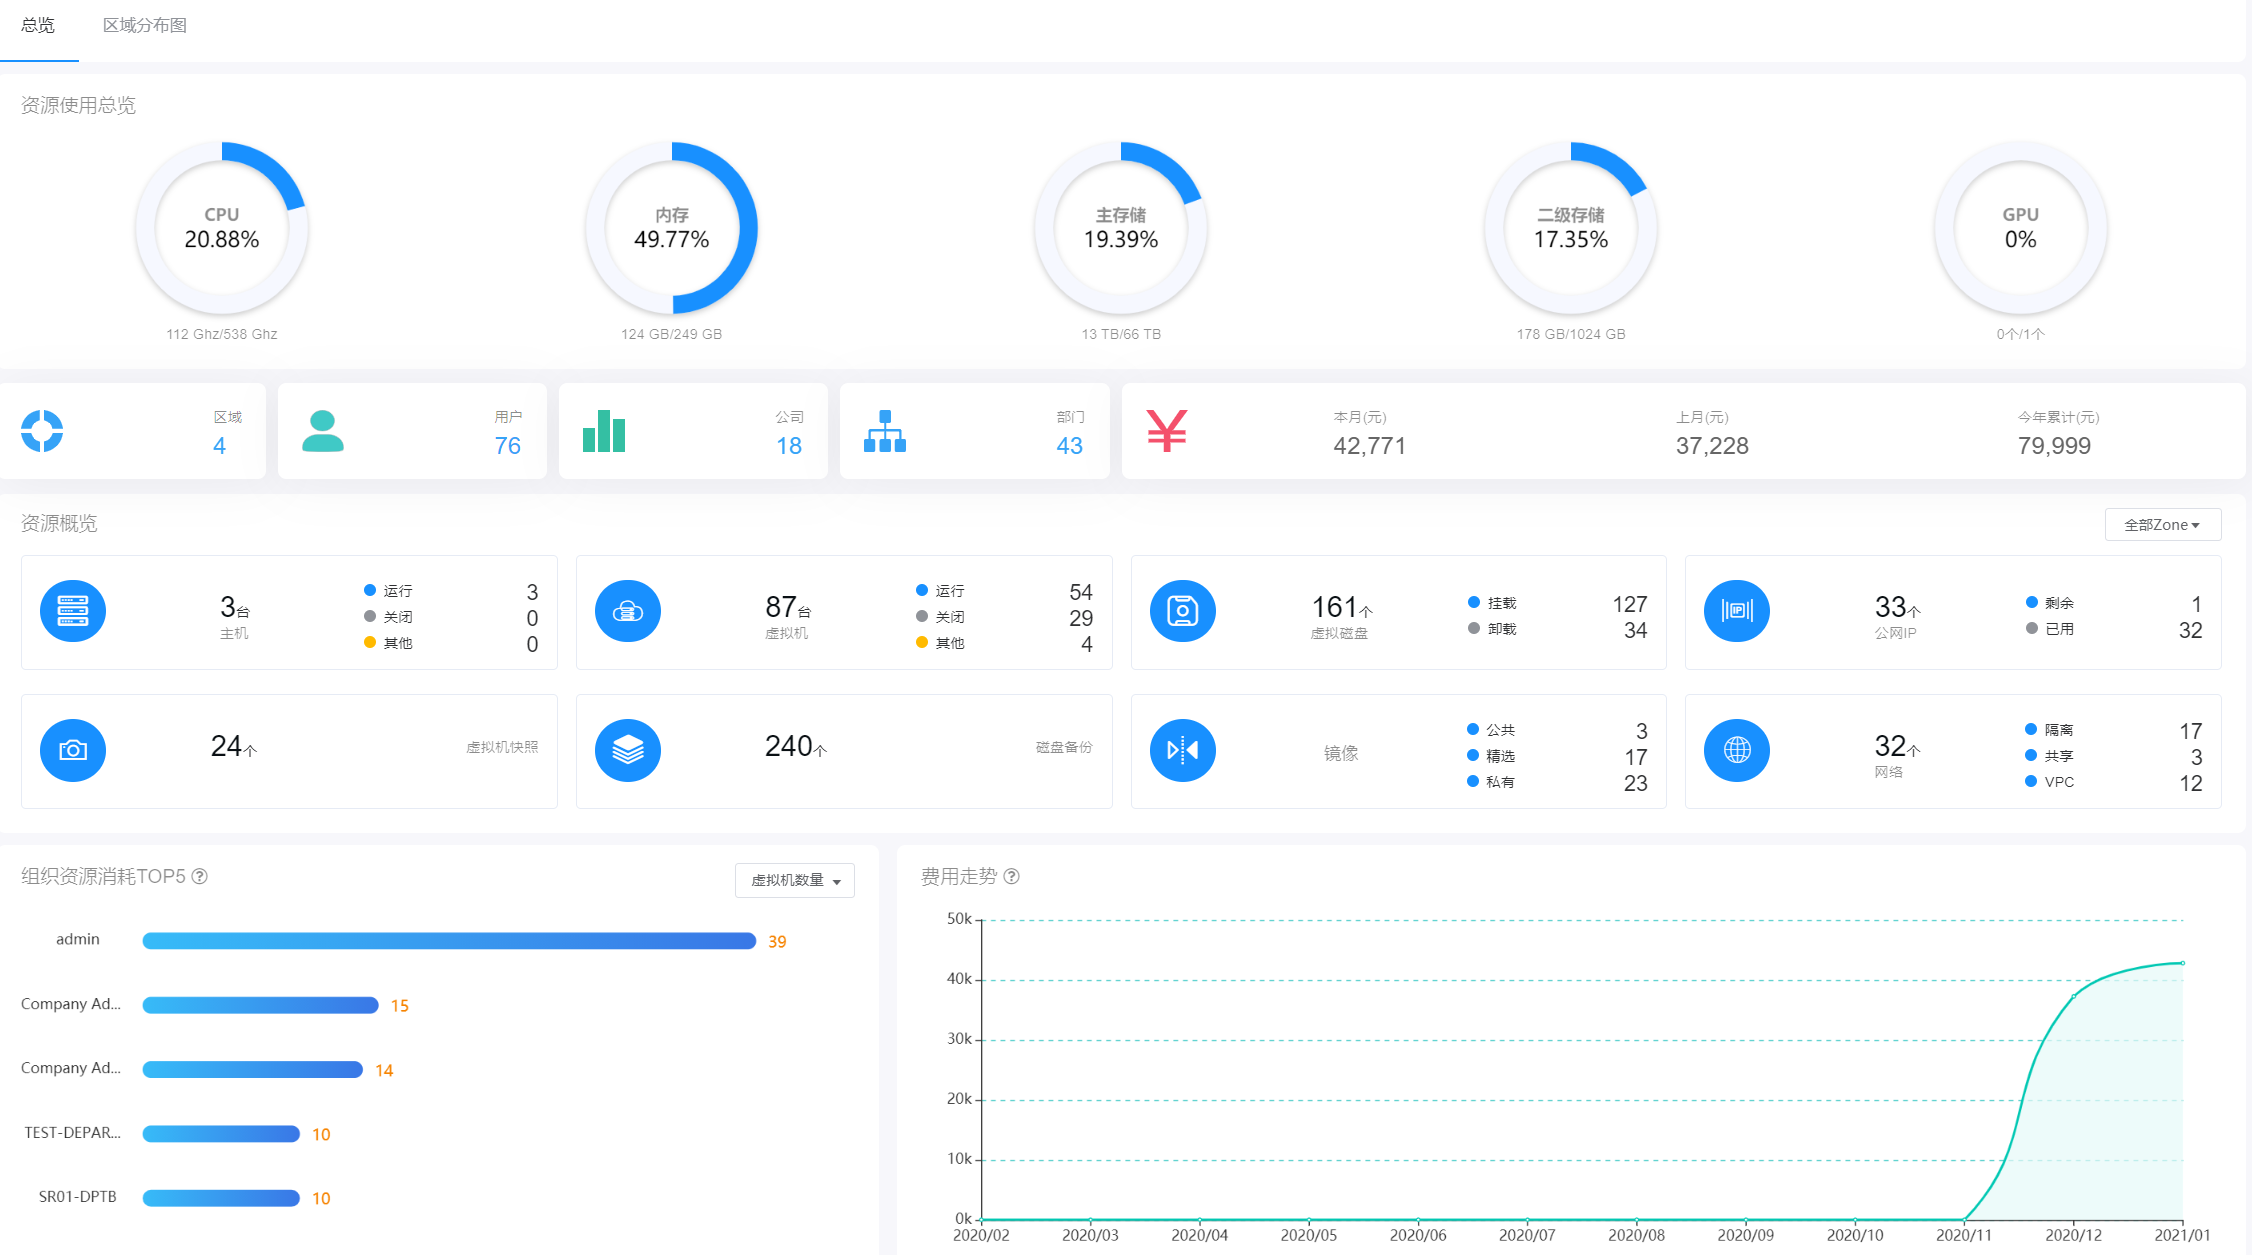 总览 区域分布图
资源使用总览
CPU
20.88%
112 Ghz/538 Ghz
内存
49.77%
124 GB/249 GB
主存储
19.39%
13 TB/66 TB
二级存储
17.35%
178 GB/1024 GB
GPU
0%
0个/1个
区域
4
用户
76
公司
18
部门
43
本月(元)
42,771
上月(元)
37,228
今年累计(元)
79,999
资源概览
全部Zone
3台
主机
运行 3
关闭 0
其他 0
87台
虚拟机
运行 54
关闭 29
其他 4
161个
虚拟磁盘
挂载 127
卸载 34
IP
33个
公网IP
剩余 1
已用 32
24个 虚拟机快照
240个 磁盘备份
镜像
公共 3
精选 17
私有 23
32个
网络
隔离 17
共享 3
VPC 12
组织资源消耗TOP5 ?
虚拟机数量
admin 39
Company Ad... 15
Company Ad... 14
TEST-DEPAR... 10
SR01-DPTB 10
费用走势 ?
50k
40k
30k
20k
10k
0k
2020/02 2020/03 2020/04 2020/05 2020/06 2020/07 2020/08 2020/09 2020/10 2020/11 2020/12 2021/01